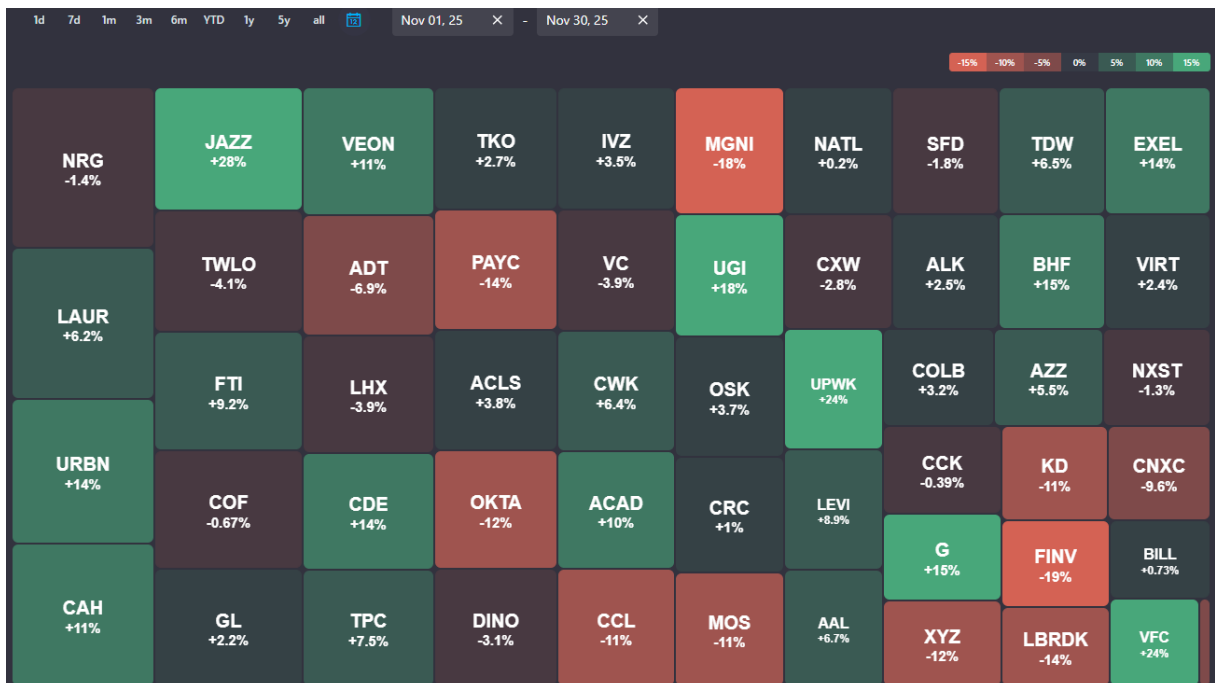 1d 7d 1m 3m 6m YTD 1y 5y all 12 Nov 01, 25 × - Nov 30, 25 ×
-15% -10% -5% 0% 5% 10% 15%
NRG
-1.4%
LAUR
+6.2%
URBN
+14%
CAH
+11%
JAZZ
+28%
TWLO
-4.1%
FTI
+9.2%
COF
-0.67%
GL
+2.2%
VEON
+11%
ADT
-6.9%
LHX
-3.9%
CDE
+14%
TPC
+7.5%
TKO
+2.7%
PAYC
-14%
ACLS
+3.8%
OKTA
-12%
DINO
-3.1%
IVZ
+3.5%
VC
-3.9%
CWK
+6.4%
ACAD
+10%
CCL
-11%
MGNI
-18%
UGI
+18%
OSK
+3.7%
CRC
+1%
MOS
-11%
NATL
+0.2%
CXW
-2.8%
UPWK
+24%
LEVI
+8.9%
AAL
+6.7%
SFD
-1.8%
ALK
+2.5%
COLB
+3.2%
CCK
-0.39%
G
+15%
XYZ
-12%
TDW
+6.5%
BHF
+15%
AZZ
+5.5%
KD
-11%
FINV
-19%
LBRDK
-14%
EXEL
+14%
VIRT
+2.4%
NXST
-1.3%
CNXC
-9.6%
BILL
+0.73%
VFC
+24%